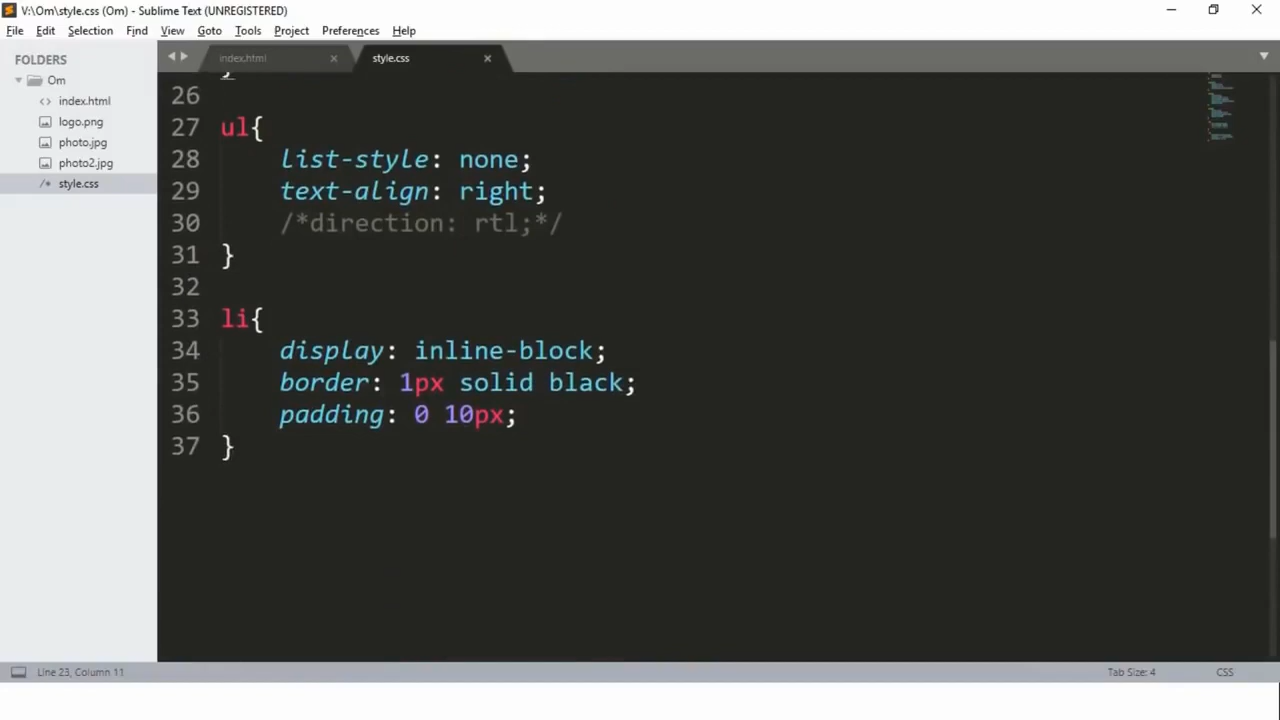 V:\Om\style.css (Om) - Sublime Text (UNREGISTERED)
File Edit Selection Find View Goto Tools Project Preferences Help
FOLDERS
Om
index.html
logo.png
photo.jpg
photo2.jpg
style.css
index.html style.css
}
26
27 ul{
28 list-style: none;
29 text-align: right;
30 /*direction: rtl;*/
31 }
32
33 li{
34 display: inline-block;
35 border: 1px solid black;
36 padding: 0 10px;
37 }
Line 23, Column 11 Tab Size: 4 CSS